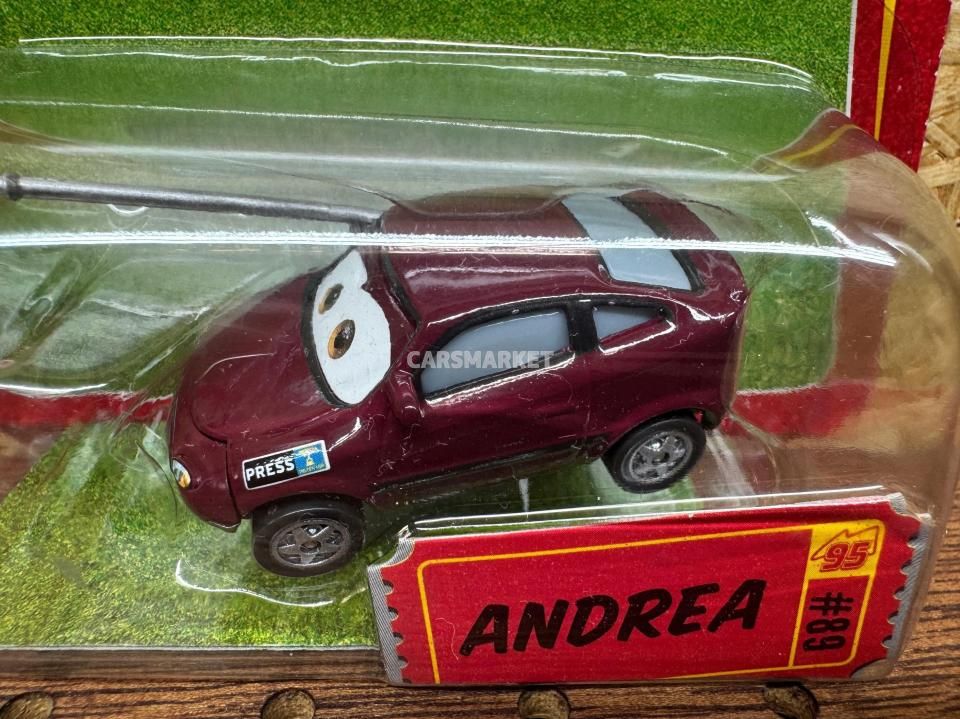 CARSMARKET
PRESS
ANDREA
95
#89